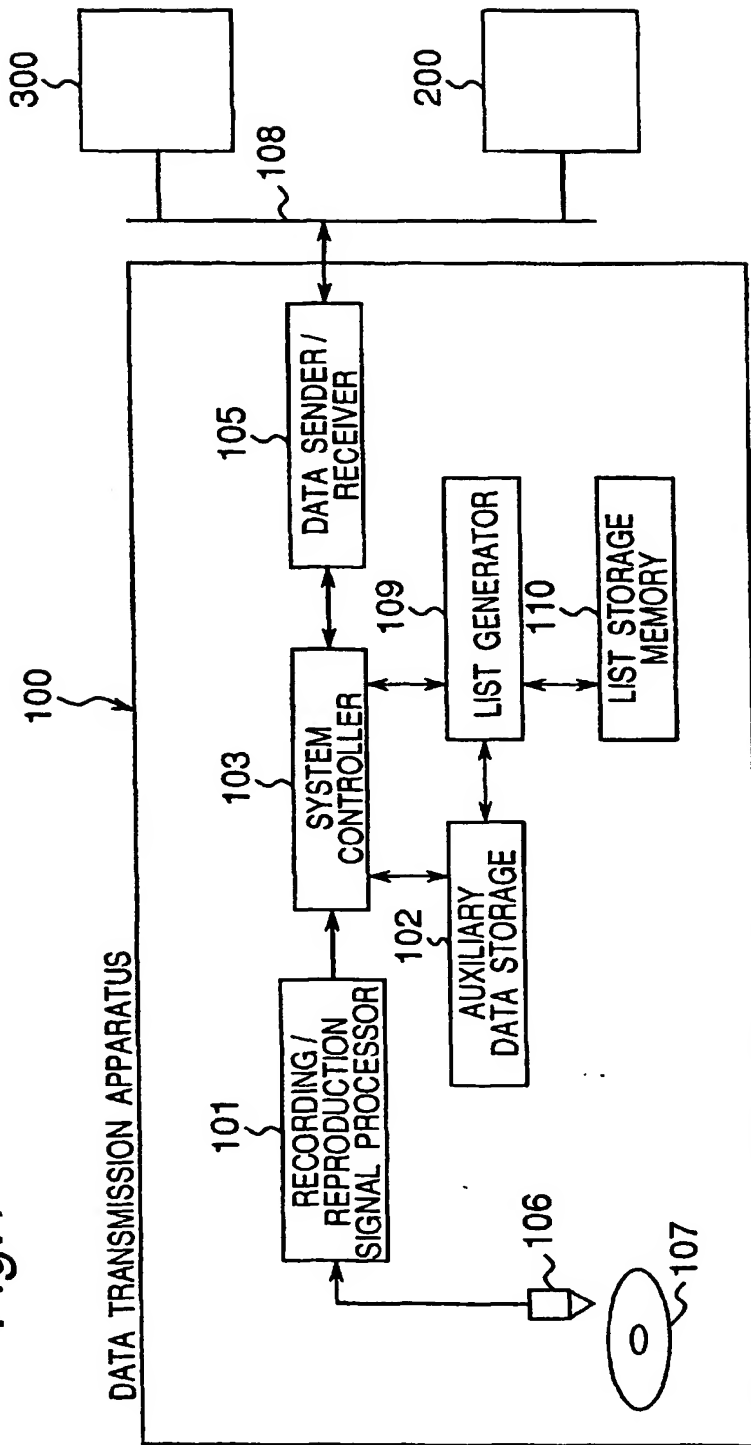 Fig.
DATA TRANSMISSION APPARATUS
100
300
108
200
101
RECORDING/
REPRODUCTION
SIGNAL PROCESSOR
103
SYSTEM
CONTROLLER
105
DATA SENDER/
RECEIVER
102
AUXILIARY
DATA STORAGE
109
LIST GENERATOR
110
LIST STORAGE
MEMORY
106
107